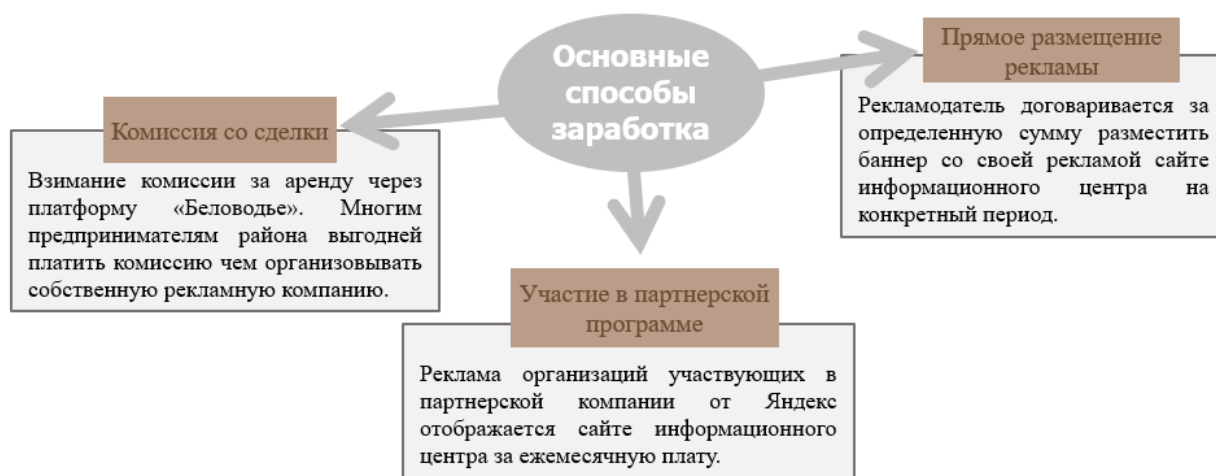 Основные
способы
заработка
Комиссия со сделки
Взимание комиссии за аренду через
платформу «Беловодье». Многим
предпринимателям района выгодней
платить комиссию чем организовывать
собственную рекламную компанию.
Участие в партнерской
программе
Реклама организаций участвующих в
партнерской компании от Яндекс
отображается сайте информационного
центра за ежемесячную плату.
Прямое размещение
рекламы
Рекламодатель договаривается за
определенную сумму разместить
баннер со своей рекламой сайте
информационного центра на
конкретный период.